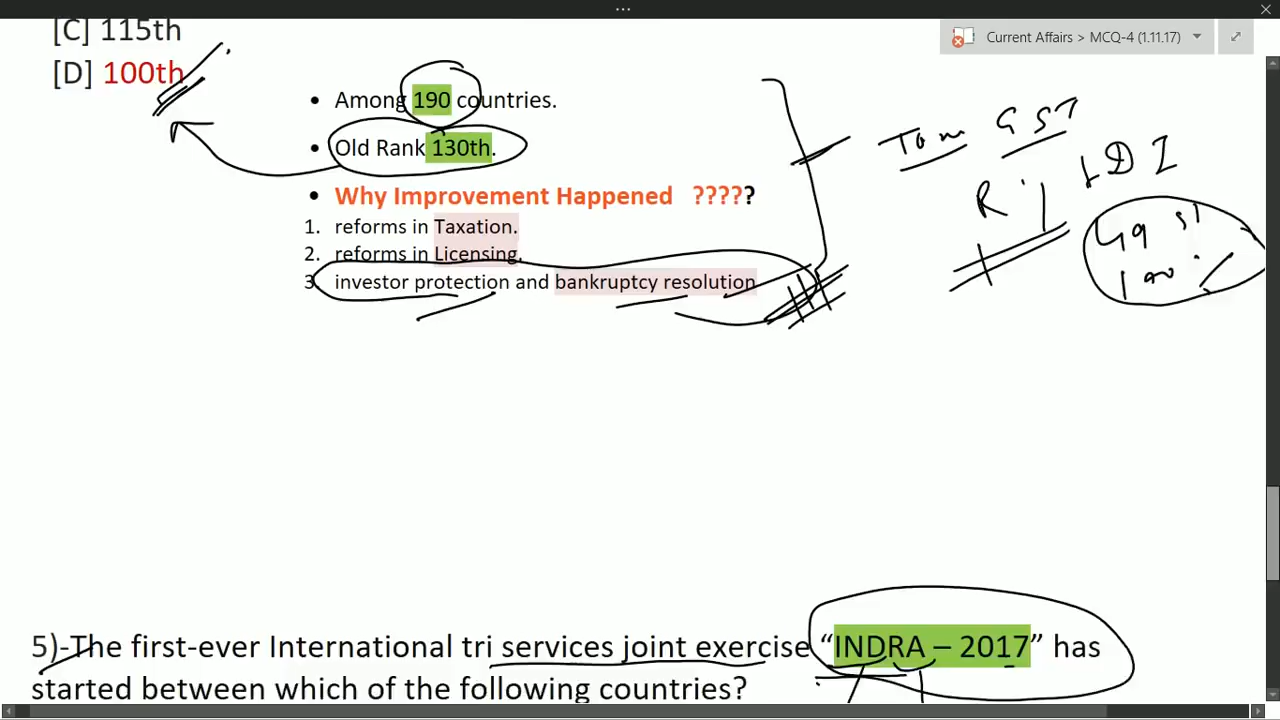 [C] 115th
[D] 100th
Current Affairs > MCQ-4 (1.11.17)
• Among 190 countries.
• Old Rank 130th.
• Why Improvement Happened ?????
1. reforms in Taxation.
2. reforms in Licensing.
3. investor protection and bankruptcy resolution
GST
5)-The first-ever International tri services joint exercise “INDRA – 2017” has
started between which of the following countries?